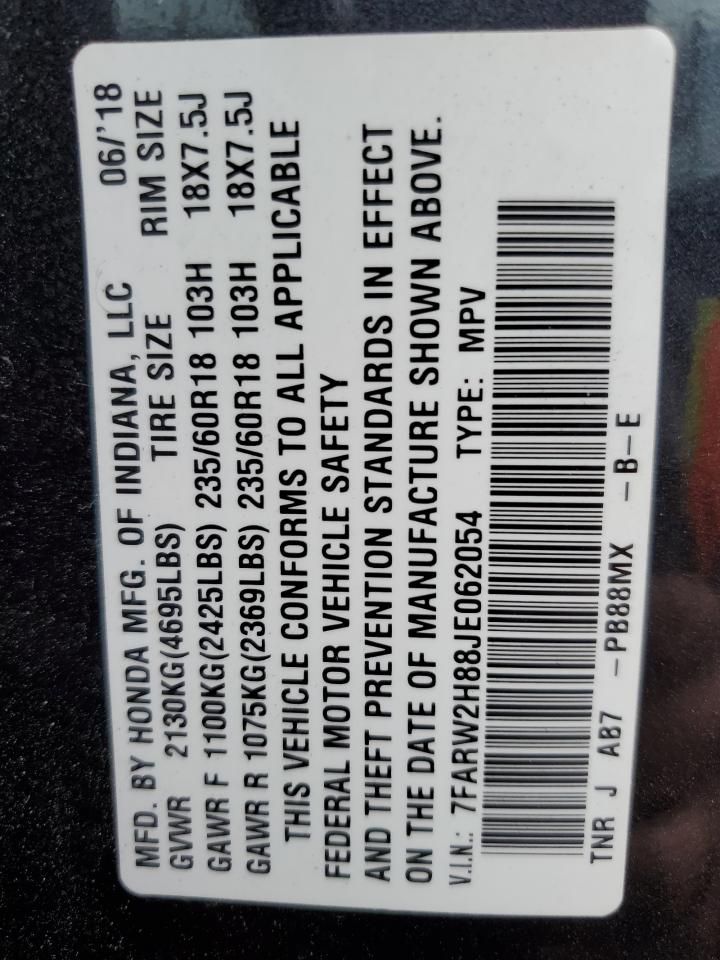 MFD. BY HONDA MFG. OF INDIANA, LLC 06/'18
GVWR 2130KG(4695LBS) TIRE SIZE RIM SIZE
GAWR F 1100KG(2425LBS) 235/60R18 103H 18X7.5J
GAWR R 1075KG(2369LBS) 235/60R18 103H 18X7.5J
THIS VEHICLE CONFORMS TO ALL APPLICABLE
FEDERAL MOTOR VEHICLE SAFETY
AND THEFT PREVENTION STANDARDS IN EFFECT
ON THE DATE OF MANUFACTURE SHOWN ABOVE.
V.I.N.: 7FARW2H88JE062054 TYPE: MPV
TNR J A87 -PB88MX -B-E